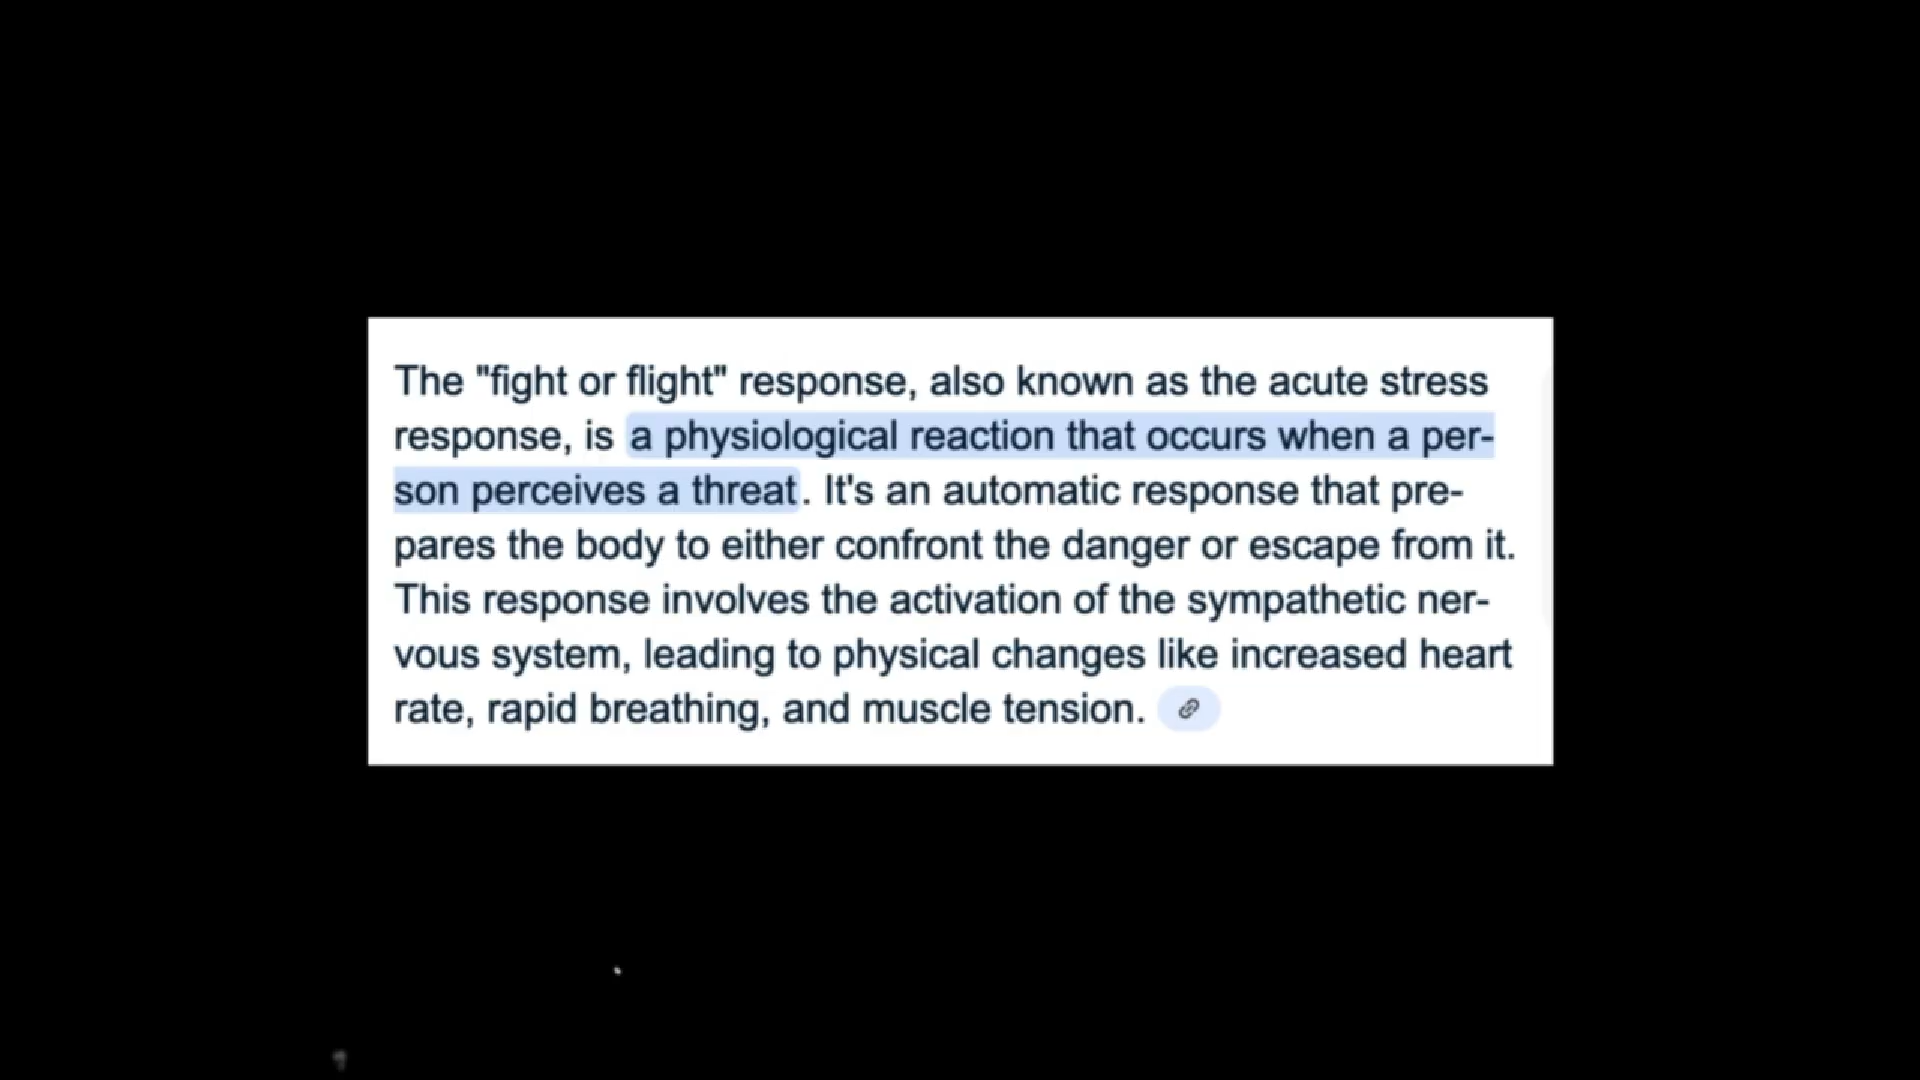 The "fight or flight" response, also known as the acute stress
response, is a physiological reaction that occurs when a per-
son perceives a threat. It's an automatic response that pre-
pares the body to either confront the danger or escape from it.
This response involves the activation of the sympathetic ner-
vous system, leading to physical changes like increased heart
rate, rapid breathing, and muscle tension.